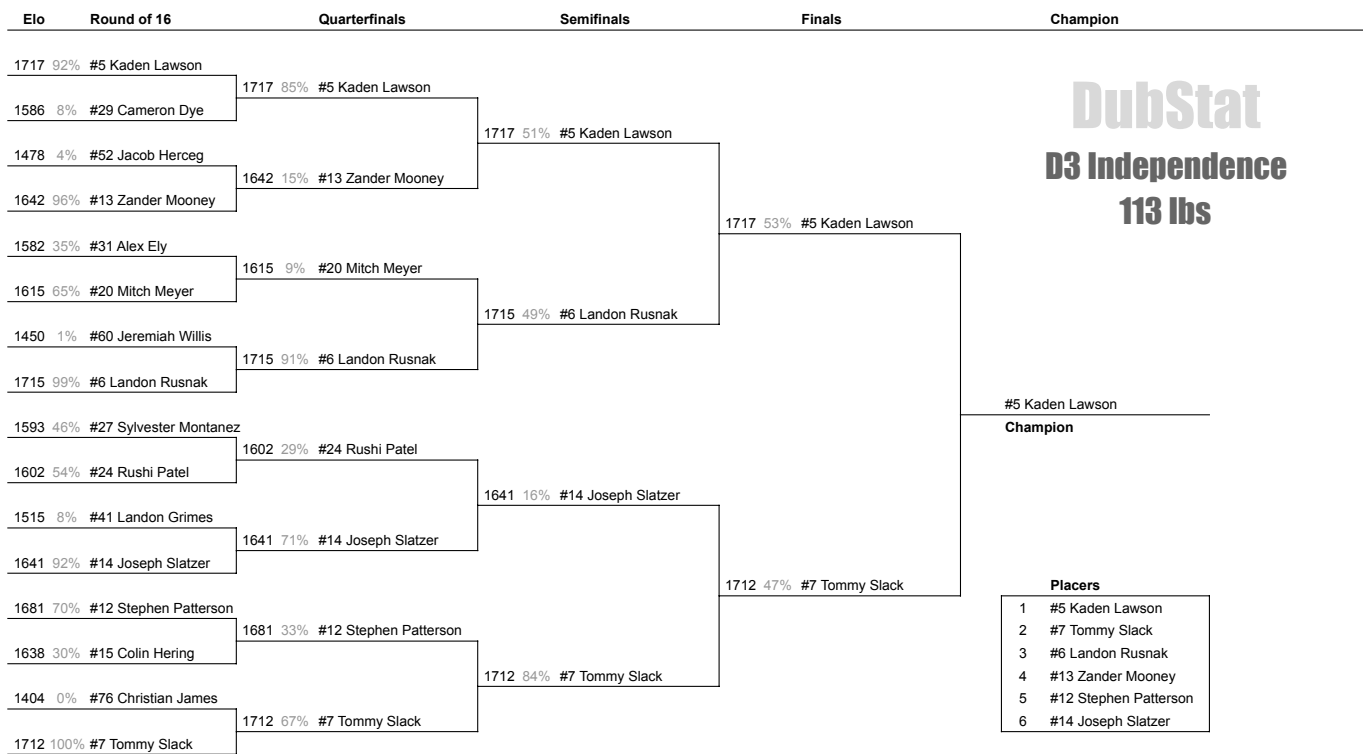 Elo Round of 16 Quarterfinals Semifinals Finals Champion
1717 92% #5 Kaden Lawson
1717 85% #5 Kaden Lawson
DubStat
1586 8% #29 Cameron Dye
1717 51% #5 Kaden Lawson
1478 4% #52 Jacob Herceg
D3 Independence
1642 15% #13 Zander Mooney
1642 96% #13 Zander Mooney
113 lbs
1717 53% #5 Kaden Lawson
1582 35% #31 Alex Ely
1615 9% #20 Mitch Meyer
1615 65% #20 Mitch Meyer
1715 49% #6 Landon Rusnak
1450 1% #60 Jeremiah Willis
1715 91% #6 Landon Rusnak
1715 99% #6 Landon Rusnak
#5 Kaden Lawson
1593 46% #27 Sylvester Montanez
Champion
1602 29% #24 Rushi Patel
1602 54% #24 Rushi Patel
1641 16% #14 Joseph Slatzer
1515 8% #41 Landon Grimes
1641 71% #14 Joseph Slatzer
1641 92% #14 Joseph Slatzer
1712 47% #7 Tommy Slack
Placers
1681 70% #12 Stephen Patterson
1 #5 Kaden Lawson
1681 33% #12 Stephen Patterson
2 #7 Tommy Slack
1638 30% #15 Colin Hering
3 #6 Landon Rusnak
1712 84% #7 Tommy Slack
4 #13 Zander Mooney
1404 0% #76 Christian James
5 #12 Stephen Patterson
1712 67% #7 Tommy Slack
6 #14 Joseph Slatzer
1712 100% #7 Tommy Slack